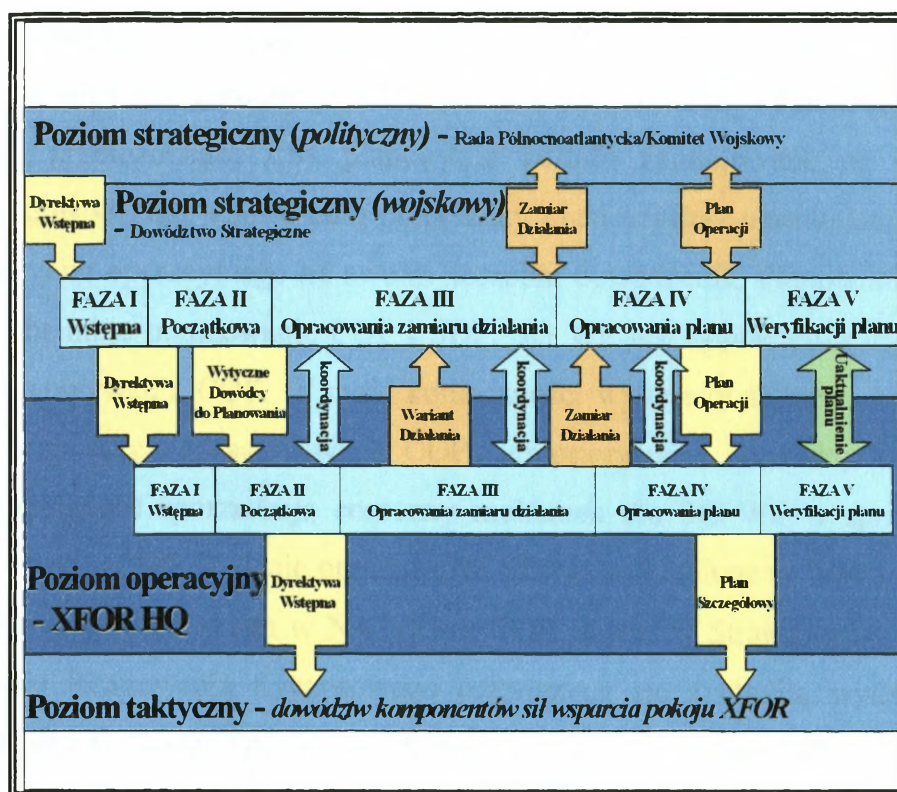 Poziom strategiczny (polityczny) - Rada Północnoatlantycka/Komitet Wojskowy
Dyrektywa
Wstępna
Poziom strategiczny (wojskowy)
- Dowództwo Strategiczne
Zamiar
Działania
Plan
Operacji
FAZA I
Wstępna
FAZA II
Początkowa
FAZA III
Opracowania zamiaru działania
FAZA IV
Opracowania planu
FAZA V
Weryfikacji planu
Dyrektywa
Wstępna
Wytyczne
Dowódcy
do Planowania
koordynacja
Wariant
Działania
koordynacja
Zamiar
Działania
koordynacja
Plan
Operacji
Uaktualnienie
planu
FAZA I
Wstępna
FAZA II
Początkowa
FAZA III
Opracowania zamiaru działania
FAZA IV
Opracowania planu
FAZA V
Weryfikacji planu
Poziom operacyjny
- XFOR HQ
Dyrektywa
Wstępna
Plan
Szczegółowy
Poziom taktyczny - dowództw komponentów sił wsparcia pokoju XFOR